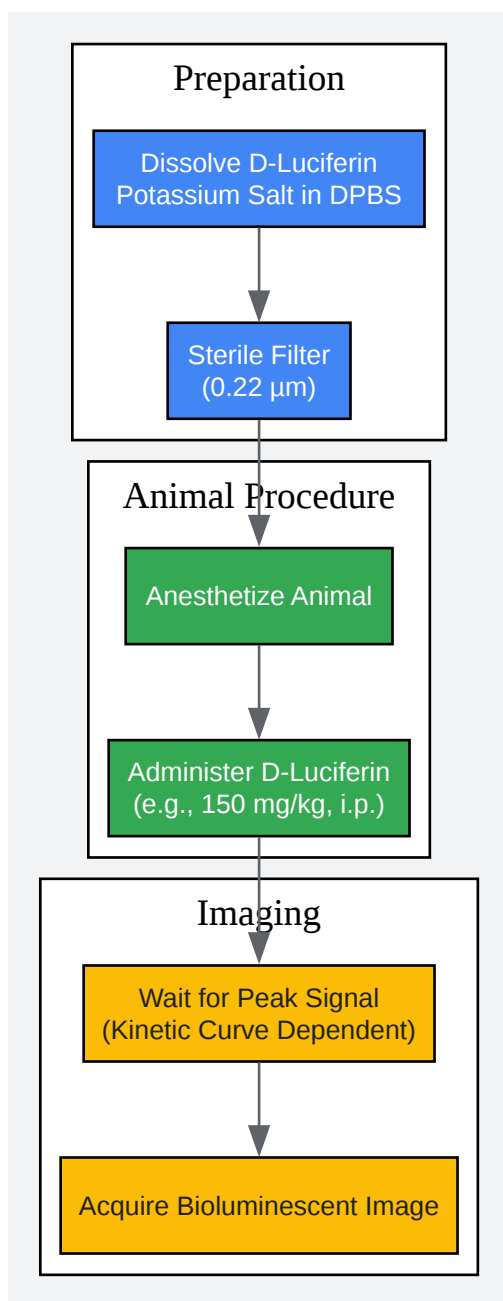 Preparation
Dissolve D-Luciferin
Potassium Salt in DPBS
Sterile Filter
(0.22 µm)
Animal Procedure
Anesthetize Animal
Administer D-Luciferin
(e.g., 150 mg/kg, i.p.)
Imaging
Wait for Peak Signal
(Kinetic Curve Dependent)
Acquire Bioluminescent Image